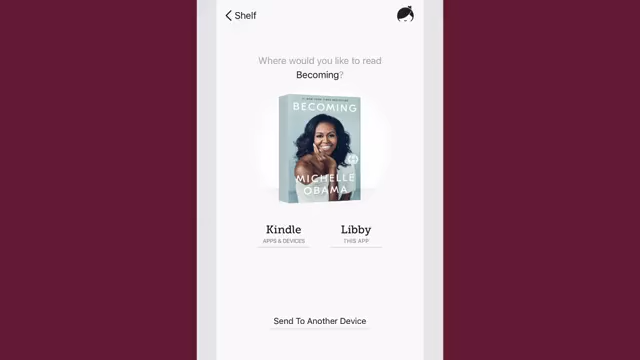 Shelf
Where would you like to read
Becoming?
BECOMING
MICHELLE
OBAMA
Kindle
APPS & DEVICES
Libby
THIS APP
Send To Another Device